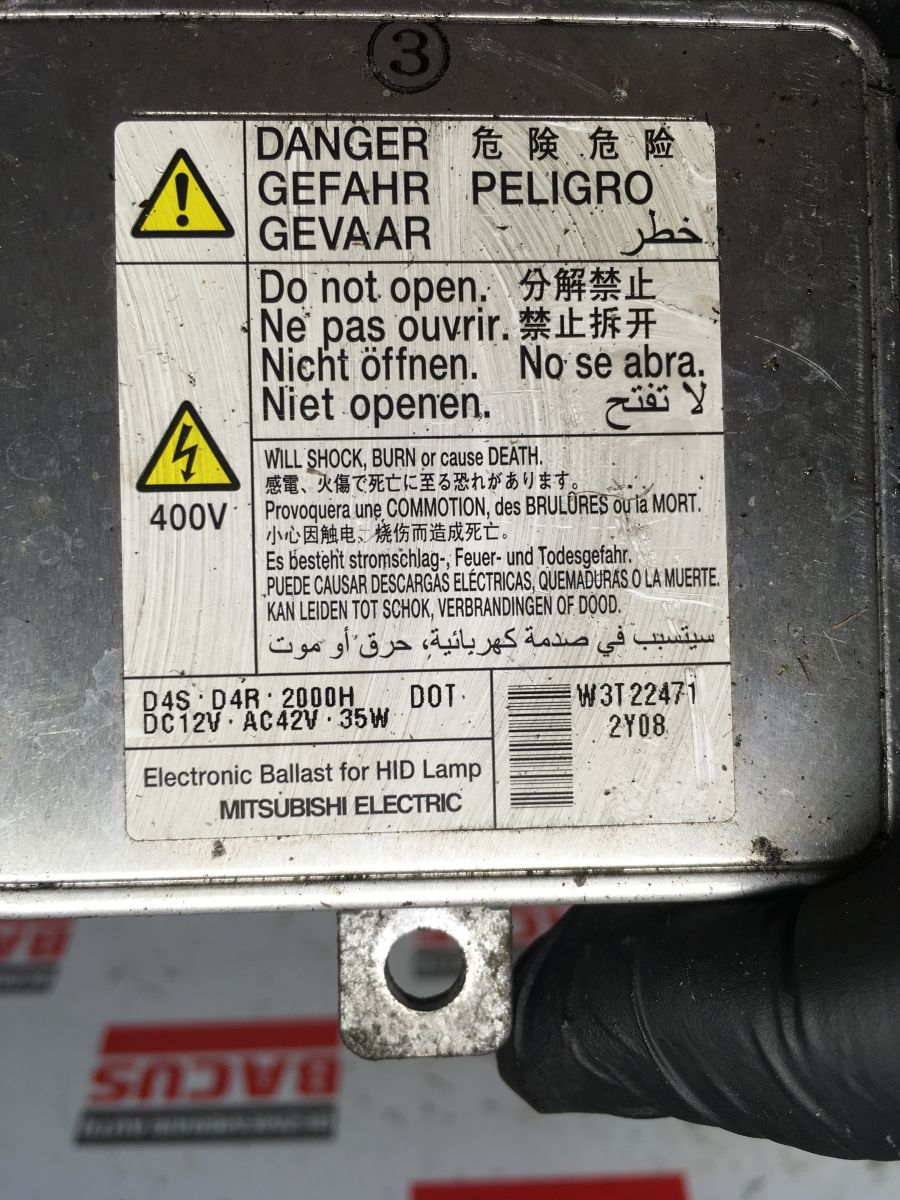 3
DANGER 危 険 危 险
GEFAHR PELIGRO
GEVAAR خطر
!
Do not open. 分解禁止
Ne pas ouvrir. 禁止拆开
Nicht öffnen. No se abra.
Niet openen. لا تفتح
400V
WILL SHOCK, BURN or cause DEATH.
感電、火傷で死亡に至る恐れがあります。
Provoquera une COMMOTION, des BRULURES ou la MORT.
小心因触电、烧伤而造成死亡。
Es besteht stromschlag-, Feuer- und Todesgefahr.
PUEDE CAUSAR DESCARGAS ELÉCTRICAS, QUEMADURAS O LA MUERTE.
KAN LEIDEN TOT SCHOK, VERBRANDINGEN OF DOOD.
سيتسبب في صدمة كهربائية، حرق أو موت
D4S · D4R · 2000H DOT
DC12V · AC42V · 35W
W3T22471
2Y08
Electronic Ballast for HID Lamp
MITSUBISHI ELECTRIC
BACUS
BACUS